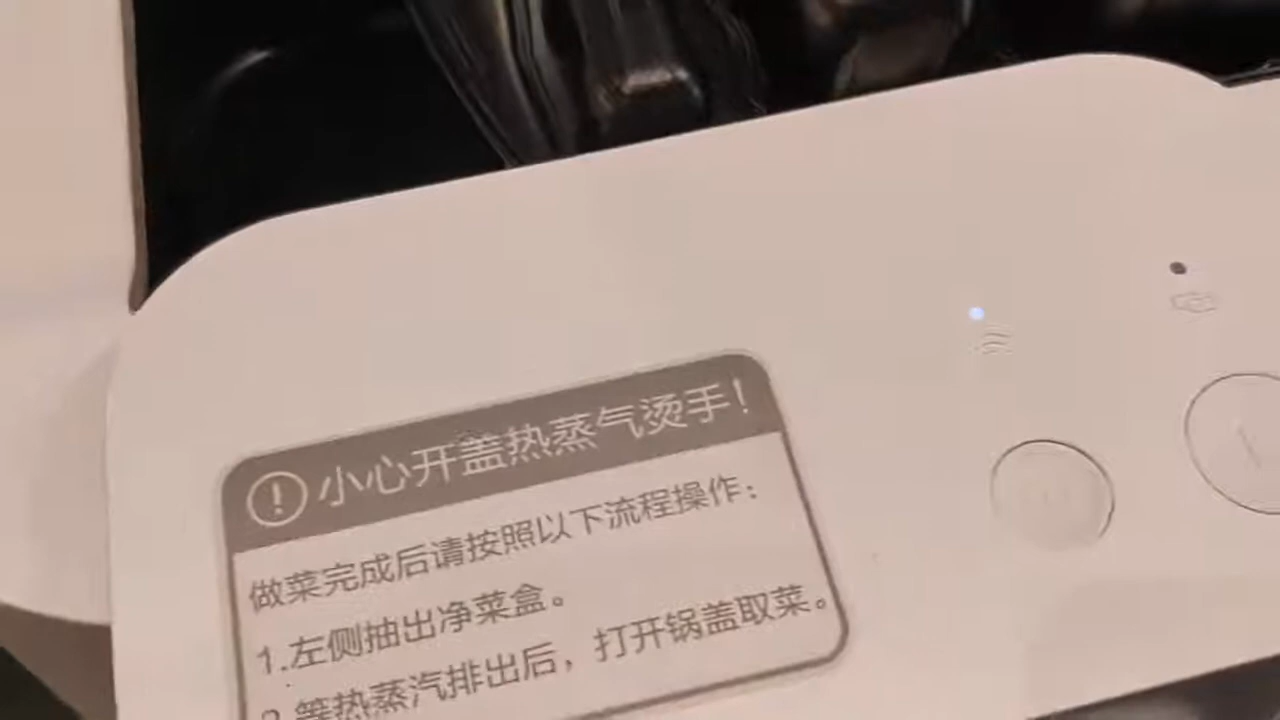 小心开盖热蒸气烫手！
做菜完成后请按照以下流程操作：
1.左侧抽出净菜盒。
2.等热蒸汽排出后，打开锅盖取菜。